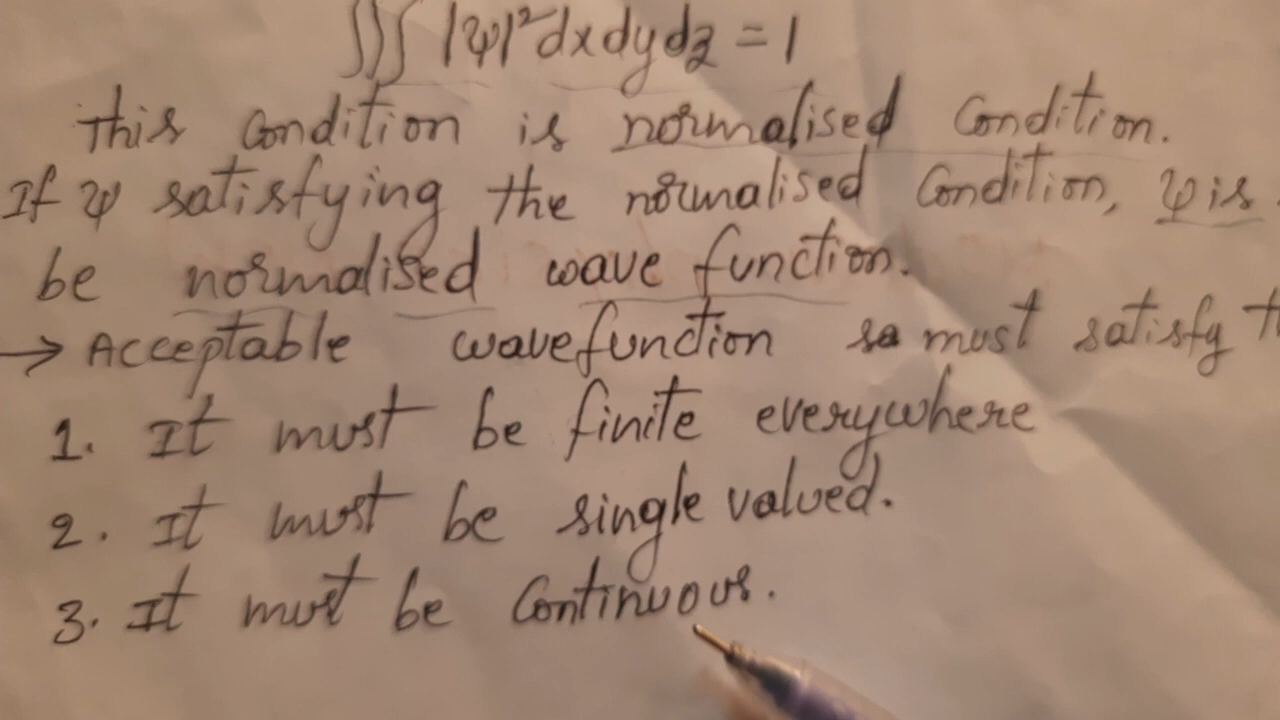 ∭ |ψ|² dx dy dz = 1
this condition is normalised condition.
If ψ satisfying the normalised condition, ψ is
be normalised wave function.
→ Acceptable wavefunction must satisfy
1. It must be finite everywhere
2. It must be single valued.
3. It must be continuous.